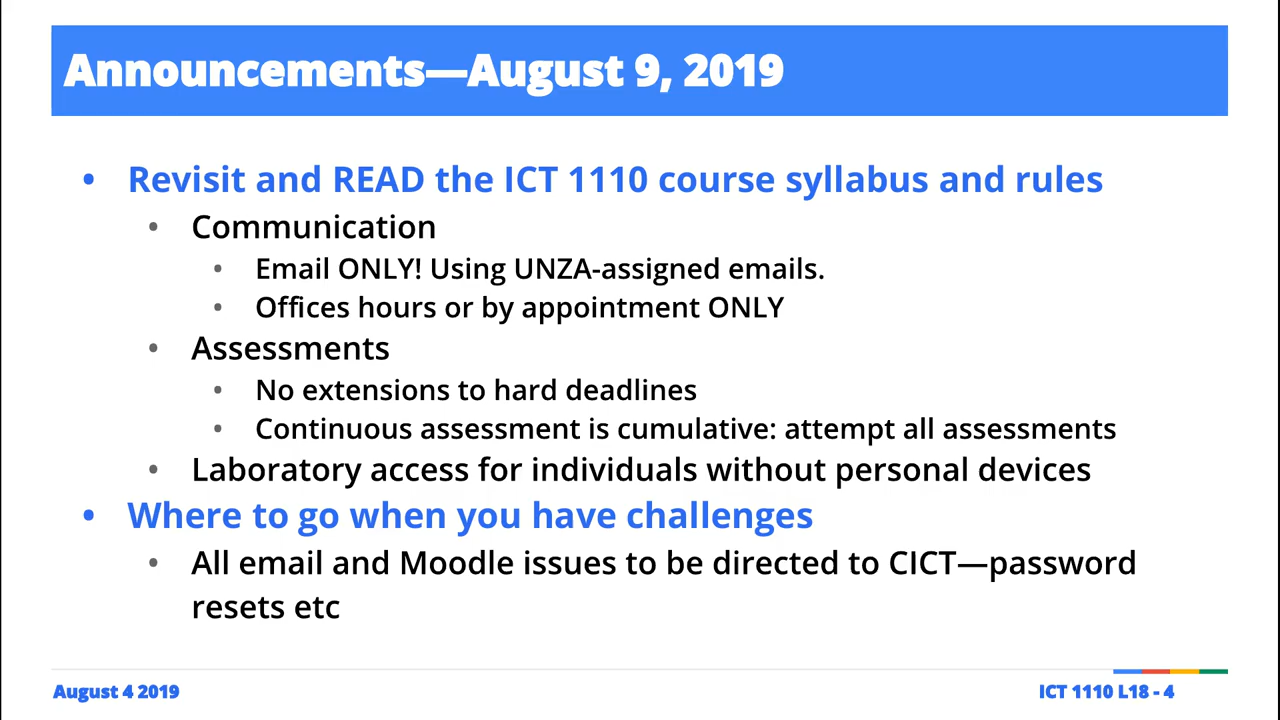 Announcements—August 9, 2019
• Revisit and READ the ICT 1110 course syllabus and rules
• Communication
• Email ONLY! Using UNZA-assigned emails.
• Offices hours or by appointment ONLY
• Assessments
• No extensions to hard deadlines
• Continuous assessment is cumulative: attempt all assessments
• Laboratory access for individuals without personal devices
• Where to go when you have challenges
• All email and Moodle issues to be directed to CICT—password
resets etc
August 4 2019
ICT 1110 L18 - 4